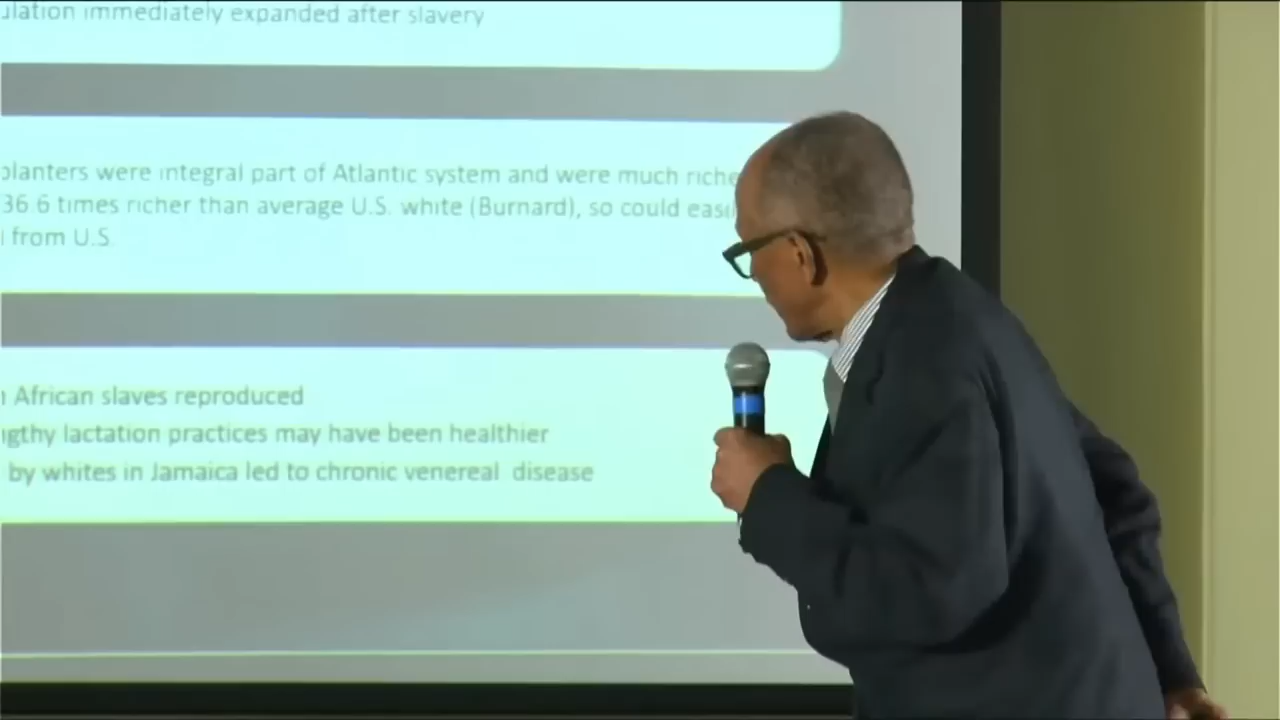 ulation immediately expanded after slavery
planters were integral part of Atlantic system and were much riche
36 6 times richer than average U.S. white (Burnard), so could easi
from U.S.
African slaves reproduced
gthy lactation practices may have been healthier
by whites in Jamaica led to chronic venereal disease